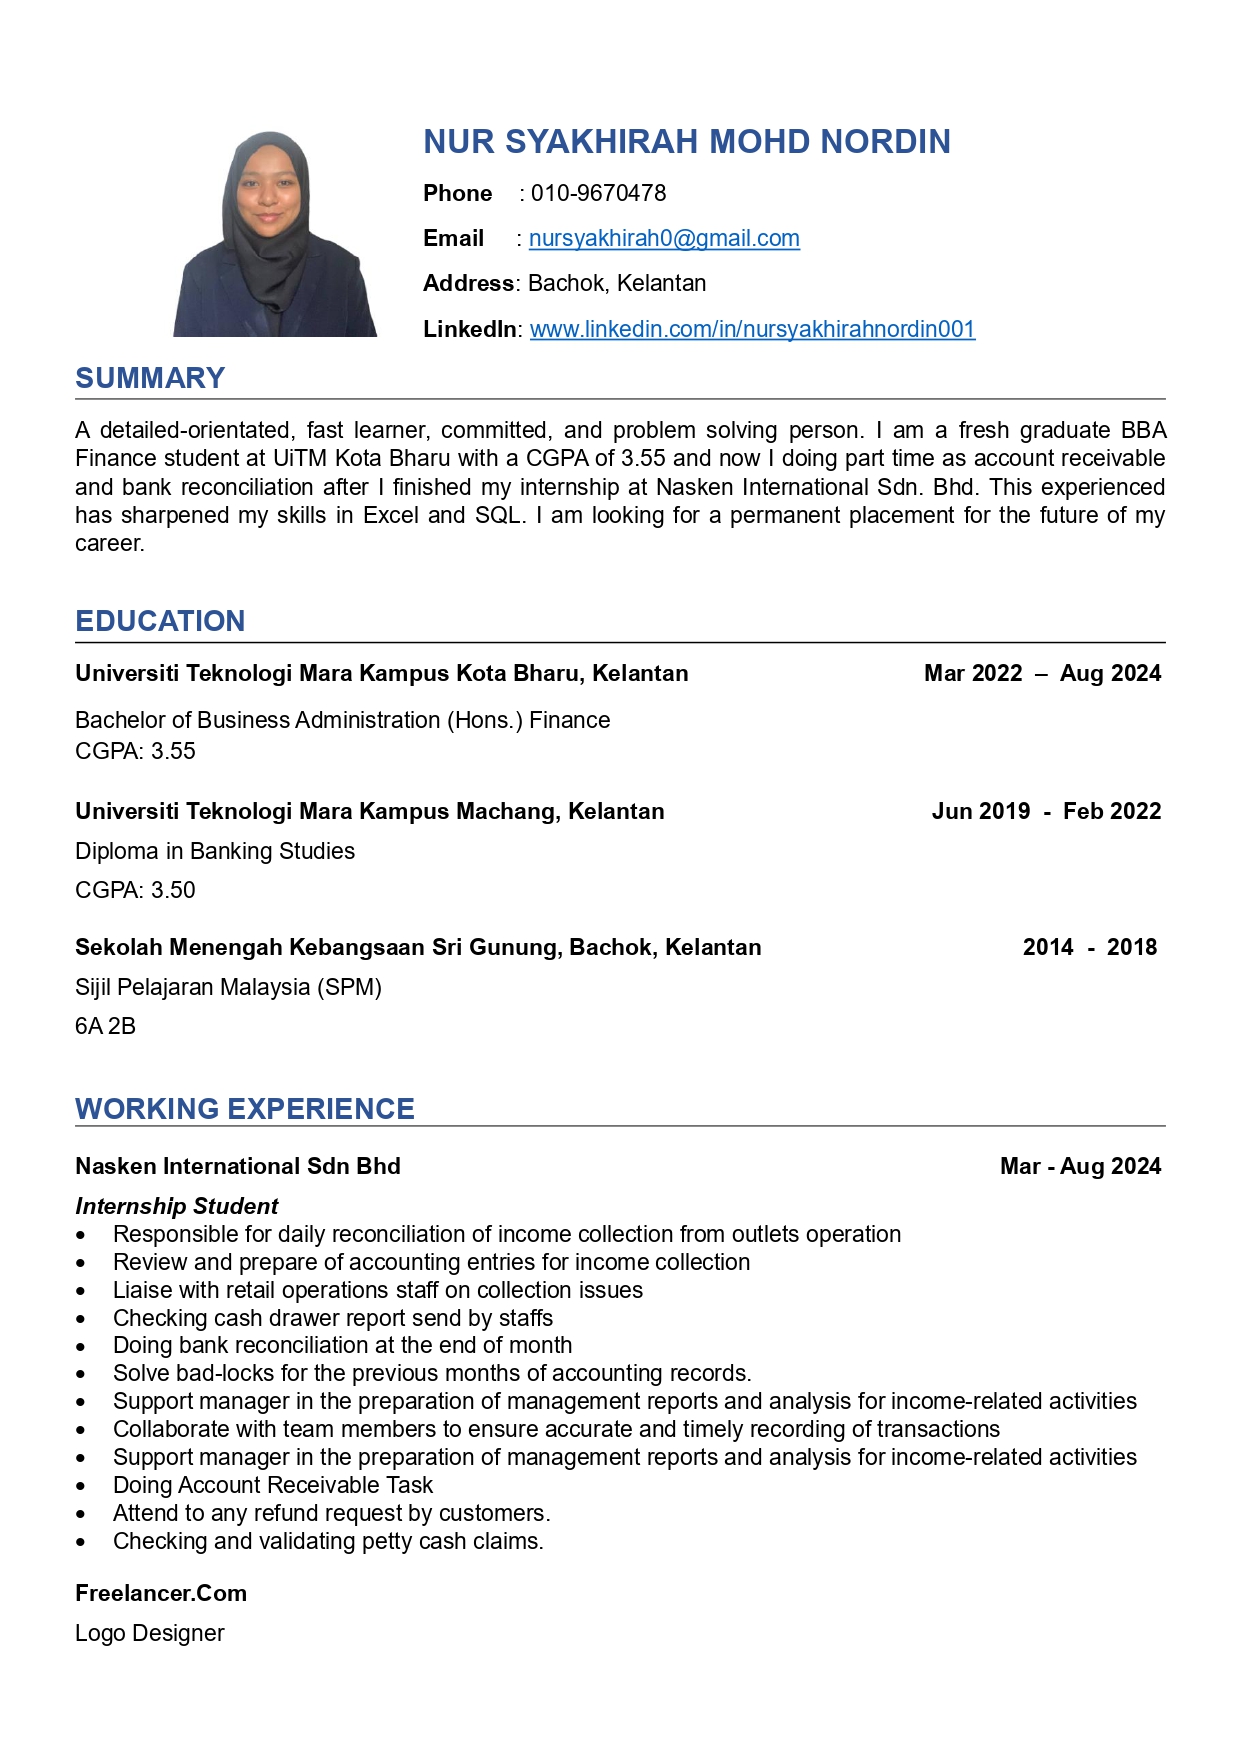 NUR SYAKHIRAH MOHD NORDIN
Phone : 010-9670478
Email : nursyakhirah0@gmail.com
Address: Bachok, Kelantan
LinkedIn: www.linkedin.com/in/nursyakhirahnordin001
SUMMARY
A detailed-orientated, fast learner, committed, and problem solving person. I am a fresh graduate BBA
Finance student at UiTM Kota Bharu with a CGPA of 3.55 and now I doing part time as account receivable
and bank reconciliation after I finished my internship at Nasken International Sdn. Bhd. This experienced
has sharpened my skills in Excel and SQL. I am looking for a permanent placement for the future of my
career.
EDUCATION
Universiti Teknologi Mara Kampus Kota Bharu, Kelantan Mar 2022 – Aug 2024
Bachelor of Business Administration (Hons.) Finance
CGPA: 3.55
Universiti Teknologi Mara Kampus Machang, Kelantan Jun 2019 - Feb 2022
Diploma in Banking Studies
CGPA: 3.50
Sekolah Menengah Kebangsaan Sri Gunung, Bachok, Kelantan 2014 - 2018
Sijil Pelajaran Malaysia (SPM)
6A 2B
WORKING EXPERIENCE
Nasken International Sdn Bhd Mar - Aug 2024
Internship Student
• Responsible for daily reconciliation of income collection from outlets operation
• Review and prepare of accounting entries for income collection
• Liaise with retail operations staff on collection issues
• Checking cash drawer report send by staffs
• Doing bank reconciliation at the end of month
• Solve bad-locks for the previous months of accounting records.
• Support manager in the preparation of management reports and analysis for income-related activities
• Collaborate with team members to ensure accurate and timely recording of transactions
• Support manager in the preparation of management reports and analysis for income-related activities
• Doing Account Receivable Task
• Attend to any refund request by customers.
• Checking and validating petty cash claims.
Freelancer.Com
Logo Designer